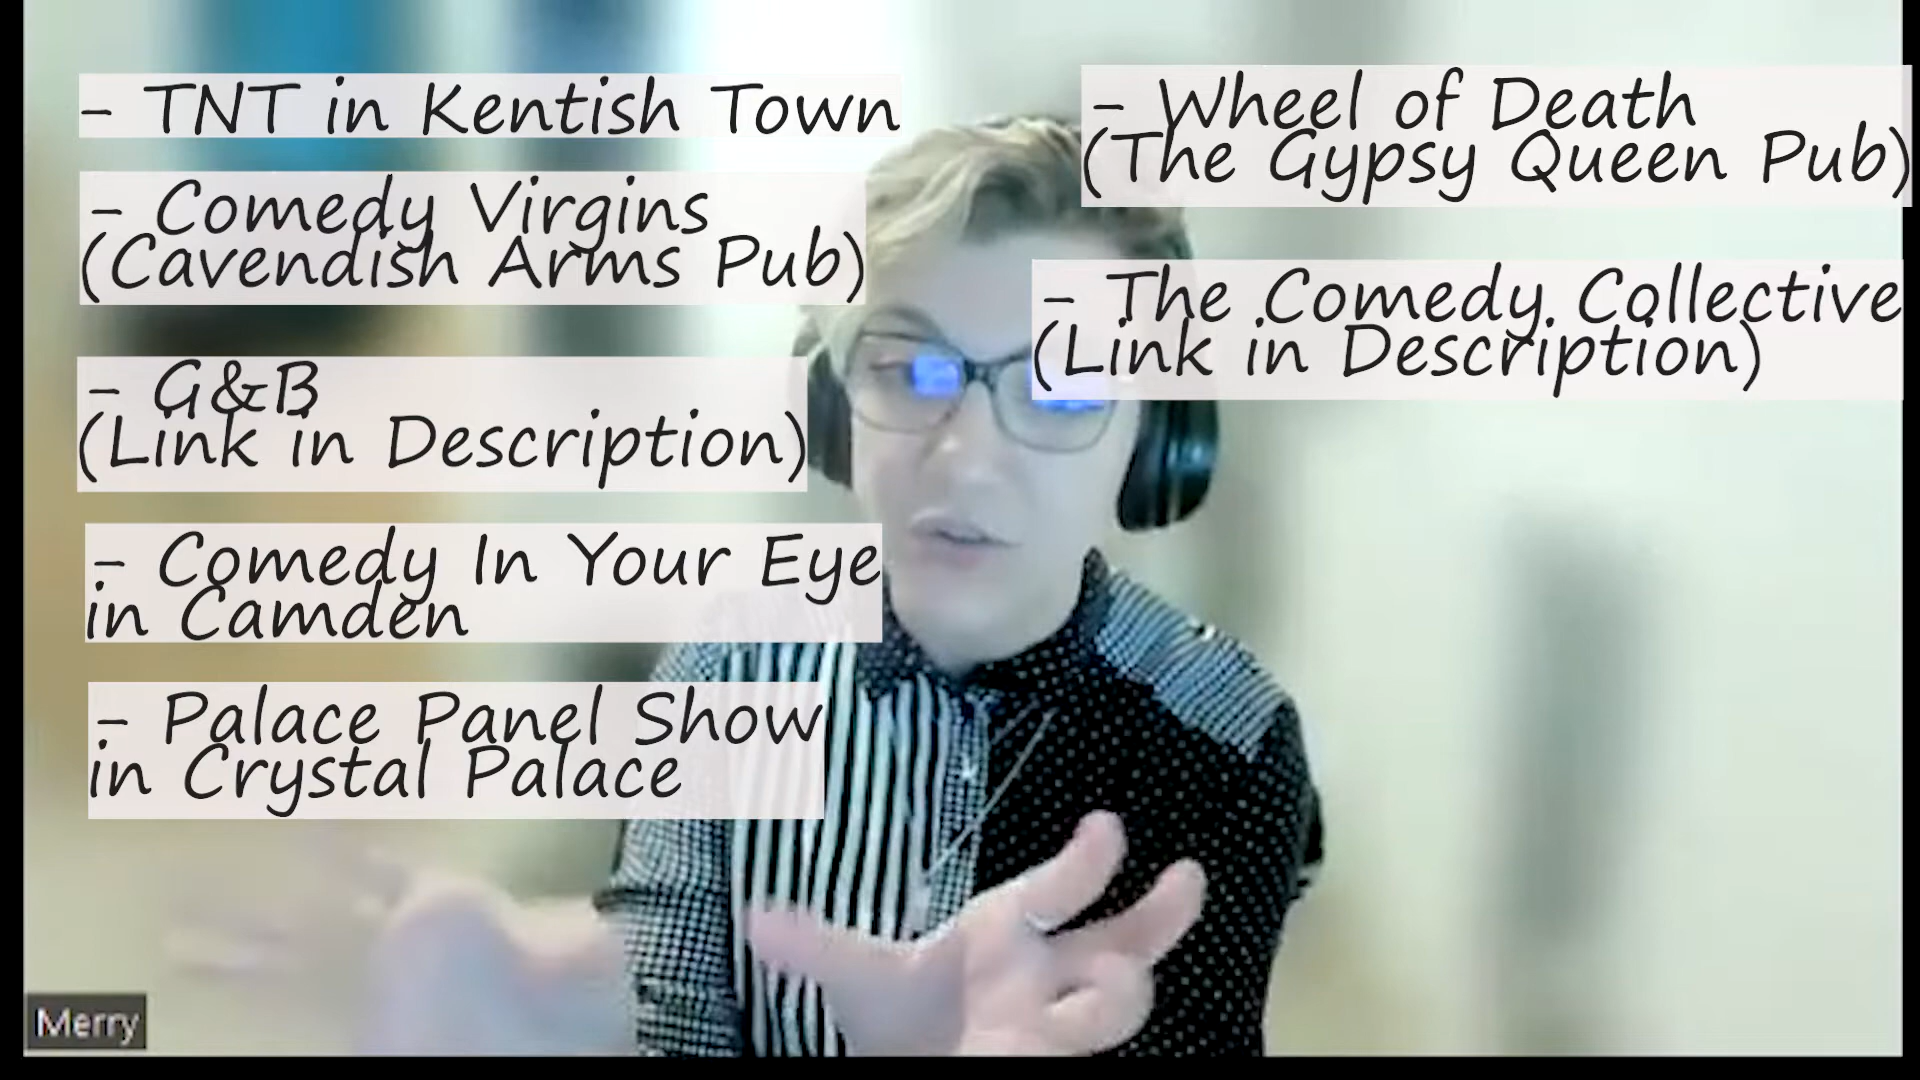 - TNT in Kentish Town
- Comedy Virgins
(Cavendish Arms Pub)
- G&B
(Link in Description)
- Comedy In Your Eye
in Camden
- Palace Panel Show
in Crystal Palace
- Wheel of Death
(The Gypsy Queen Pub)
- The Comedy Collective
(Link in Description)
Merry